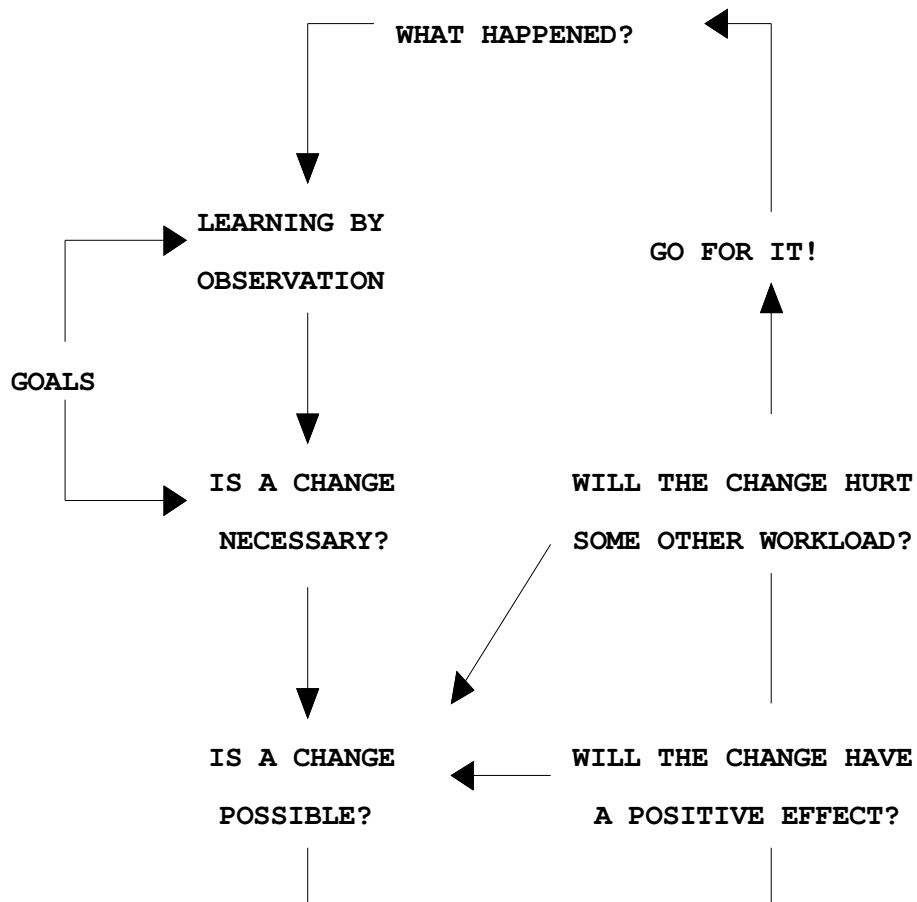 WHAT HAPPENED?
LEARNING BY
OBSERVATION
GO FOR IT!
GOALS
IS A CHANGE
NECESSARY?
WILL THE CHANGE HURT
SOME OTHER WORKLOAD?
IS A CHANGE
POSSIBLE?
WILL THE CHANGE HAVE
A POSITIVE EFFECT?